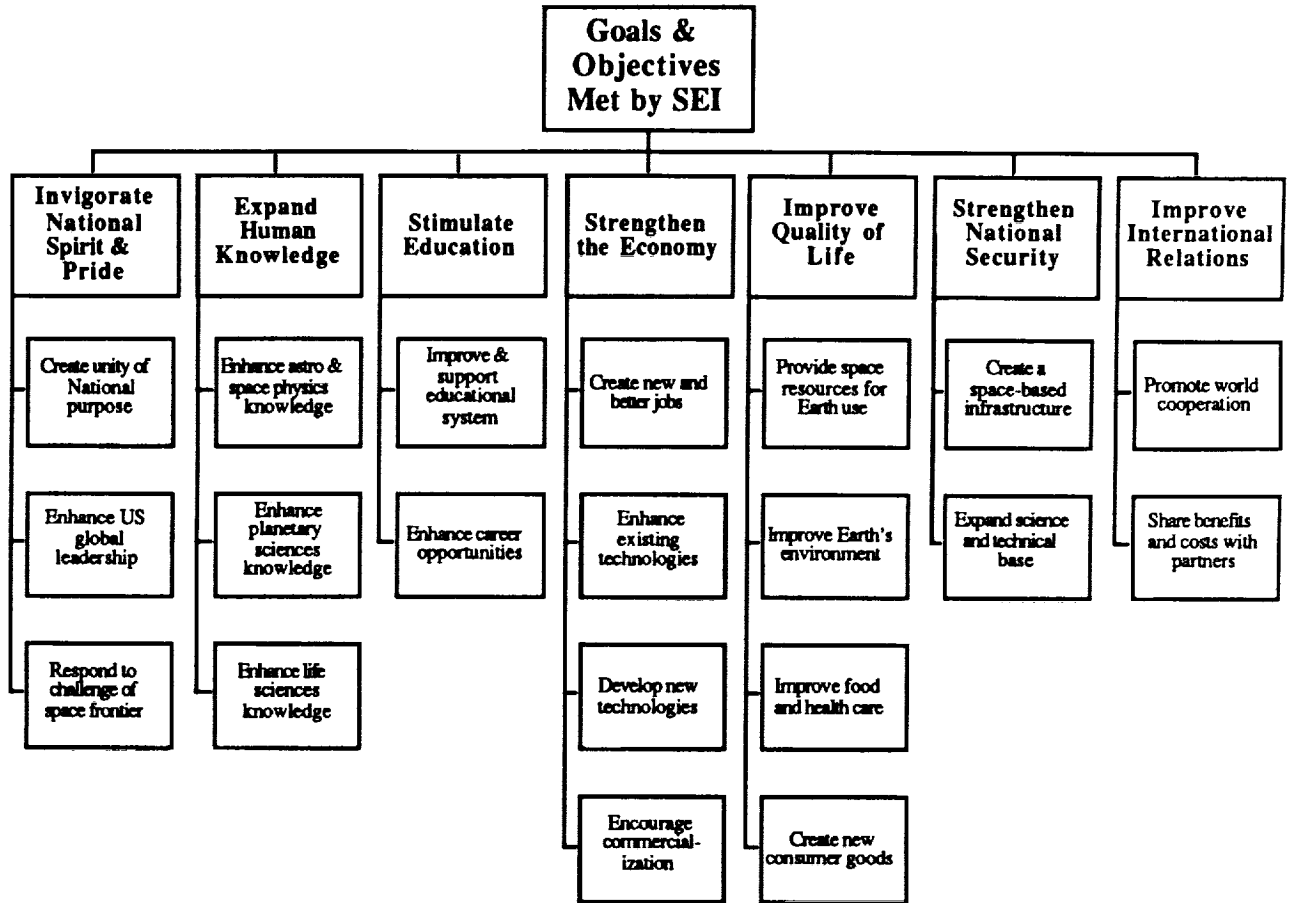 Goals &
Objectives
Met by SEI
Invigorate
National
Spirit &
Pride
Create unity of
National
purpose
Enhance US
global
leadership
Respond to
challenge of
space frontier
Expand
Human
Knowledge
Enhance astro &
space physics
knowledge
Enhance
planetary
sciences
knowledge
Enhance life
sciences
knowledge
Stimulate
Education
Improve &
support
educational
system
Enhance career
opportunities
Strengthen
the Economy
Create new and
better jobs
Enhance
existing
technologies
Develop new
technologies
Encourage
commercial-
ization
Improve
Quality of
Life
Provide space
resources for
Earth use
Improve Earth's
environment
Improve food
and health care
Create new
consumer goods
Strengthen
National
Security
Create a
space-based
infrastructure
Expand science
and technical
base
Improve
International
Relations
Promote world
cooperation
Share benefits
and costs with
partners